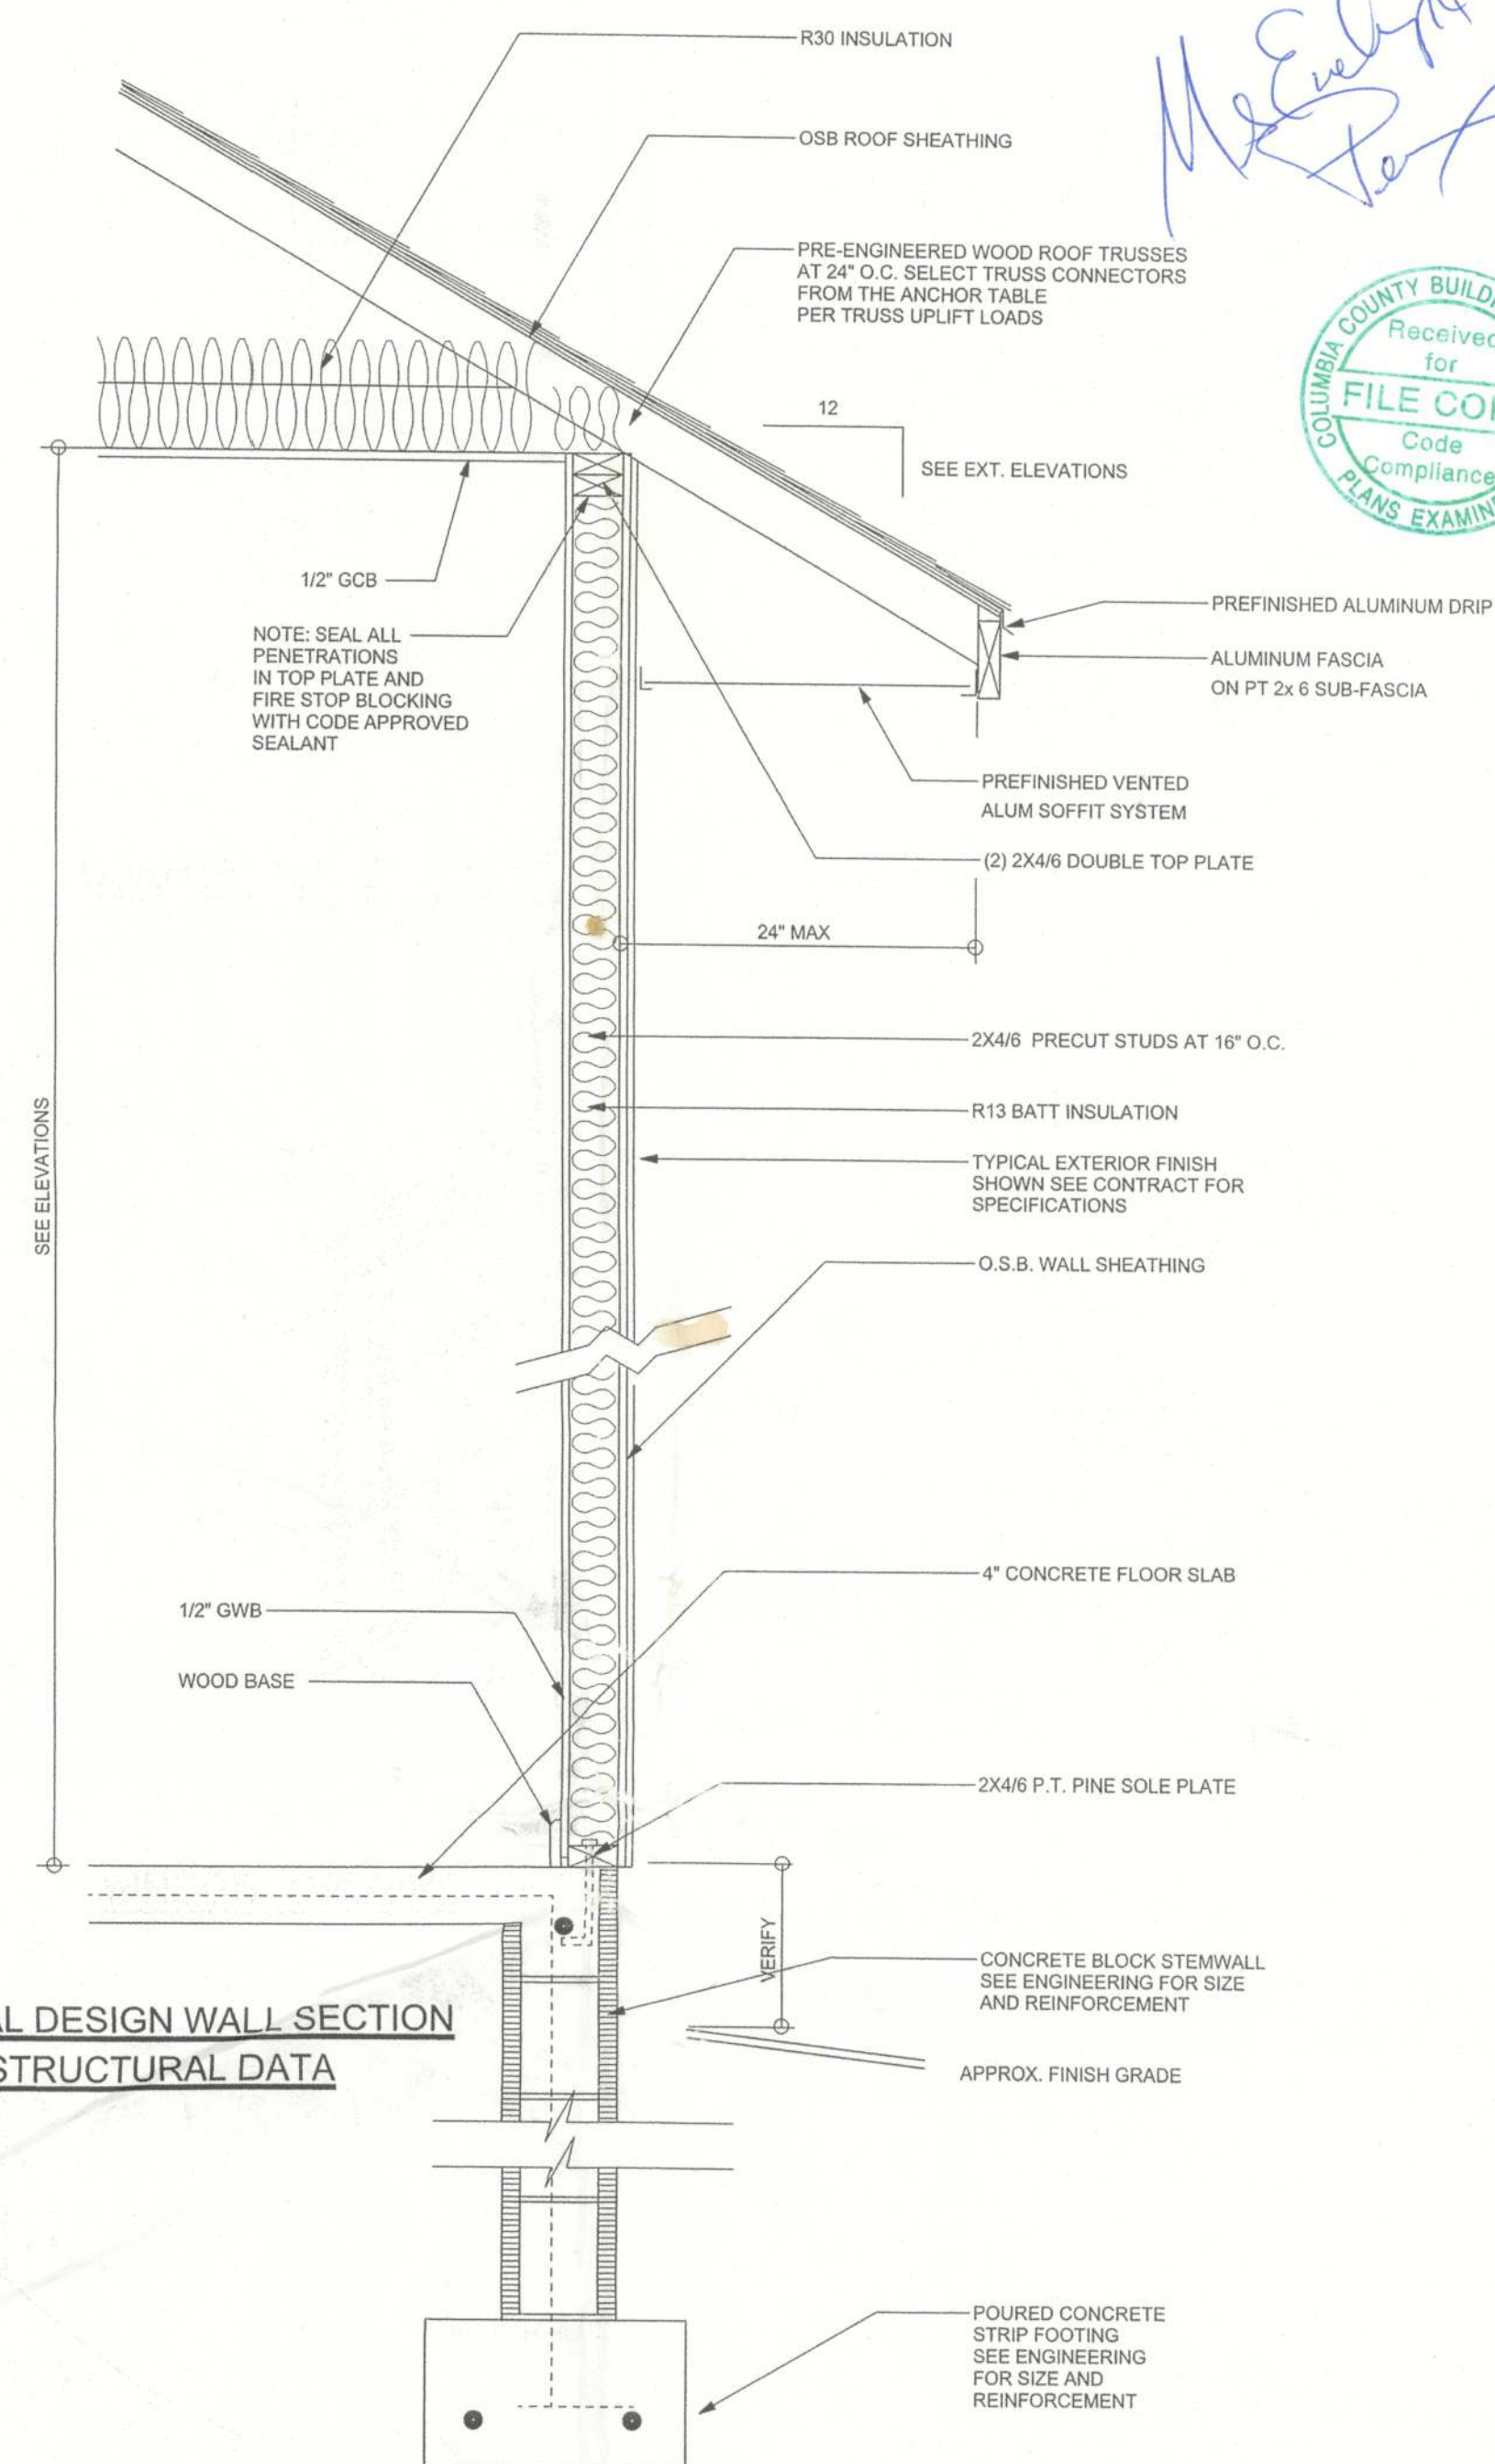 R30 INSULATION
OSB ROOF SHEATHING
PRE-ENGINEERED WOOD ROOF TRUSSES
AT 24" O.C. SELECT TRUSS CONNECTORS
FROM THE ANCHOR TABLE
PER TRUSS UPLIFT LOADS
COLUMBIA COUNTY BUILD
Received
for
FILE CO
Code
Compliance
PLANS EXAMIN
12
SEE EXT. ELEVATIONS
1/2" GCB
NOTE: SEAL ALL
PENETRATIONS
IN TOP PLATE AND
FIRE STOP BLOCKING
WITH CODE APPROVED
SEALANT
PREFINISHED ALUMINUM DRIP
ALUMINUM FASCIA
ON PT 2x 6 SUB-FASCIA
PREFINISHED VENTED
ALUM SOFFIT SYSTEM
(2) 2X4/6 DOUBLE TOP PLATE
24" MAX
2X4/6 PRECUT STUDS AT 16" O.C.
R13 BATT INSULATION
TYPICAL EXTERIOR FINISH
SHOWN SEE CONTRACT FOR
SPECIFICATIONS
SEE ELEVATIONS
O.S.B. WALL SHEATHING
4" CONCRETE FLOOR SLAB
1/2" GWB
WOOD BASE
2X4/6 P.T. PINE SOLE PLATE
VERIFY
CONCRETE BLOCK STEMWALL
SEE ENGINEERING FOR SIZE
AND REINFORCEMENT
AL DESIGN WALL SECTION
STRUCTURAL DATA
APPROX. FINISH GRADE
POURED CONCRETE
STRIP FOOTING
SEE ENGINEERING
FOR SIZE AND
REINFORCEMENT